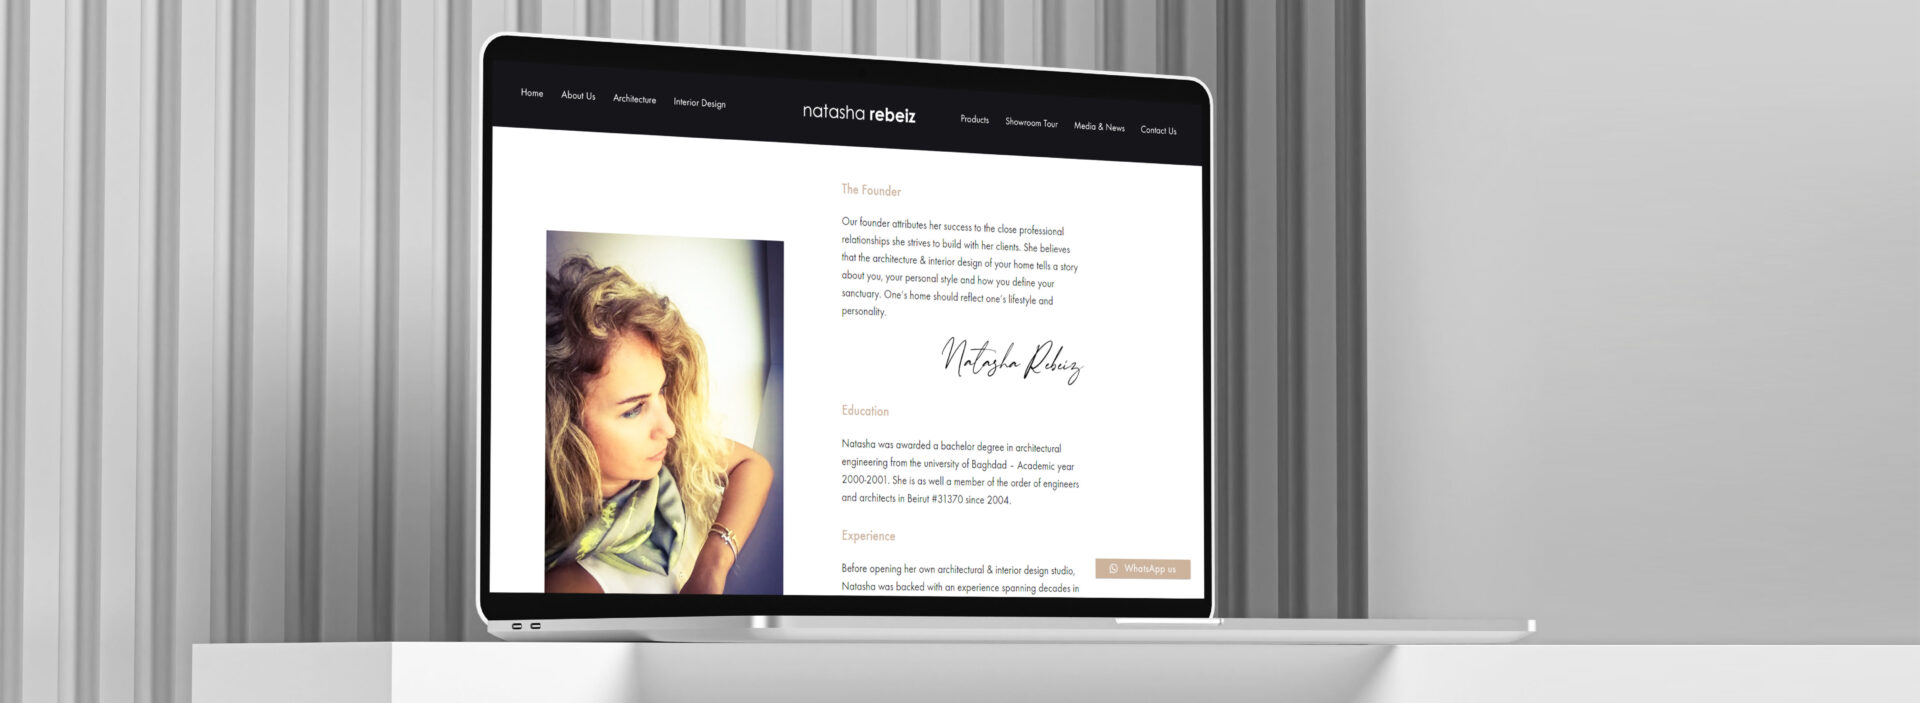 Home About Us Architecture Interior Design
natasha rebeiz
Products Showroom Tour Media & News Contact Us
The Founder
Our founder attributes her success to the close professional
relationships she strives to build with her clients. She believes
that the architecture & interior design of your home tells a story
about you, your personal style and how you define your
sanctuary. One's home should reflect one's lifestyle and
personality.
Natasha Rebeiz
Education
Natasha was awarded a bachelor degree in architectural
engineering from the university of Baghdad – Academic year
2000-2001. She is as well a member of the order of engineers
and architects in Beirut #31370 since 2004.
Experience
Before opening her own architectural & interior design studio,
Natasha was backed with an experience spanning decades in
WhatsApp us